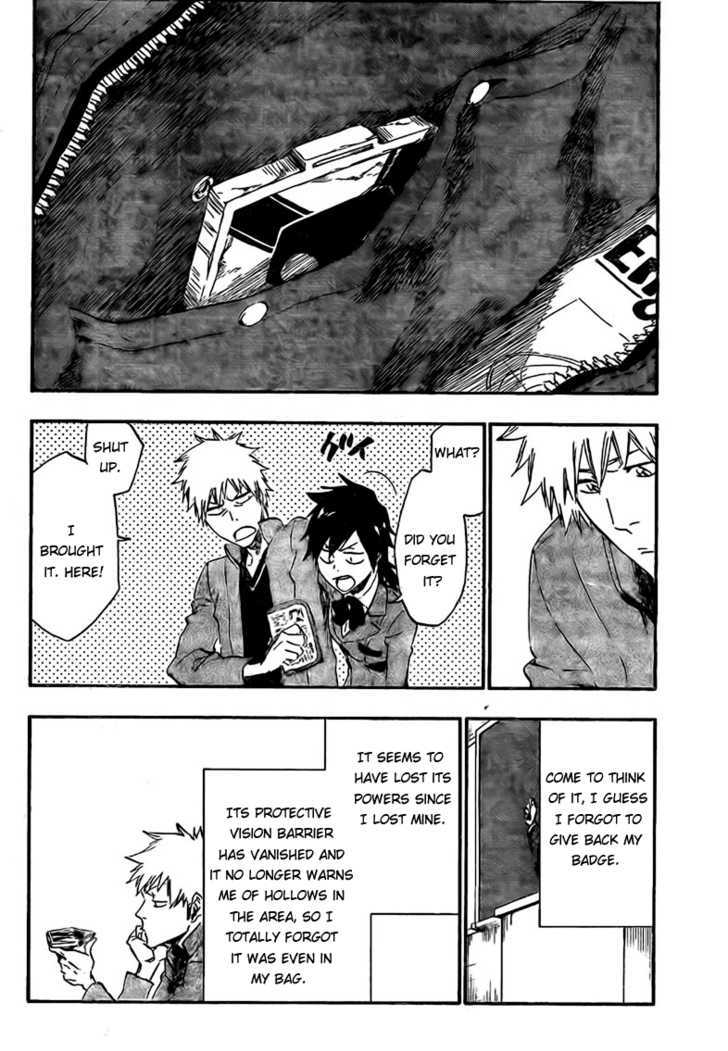 WHAT?
DID YOU
FORGET
IT?
グイ
SHUT
UP.
I
BROUGHT
IT. HERE!
COME TO THINK
OF IT, I GUESS
I FORGOT TO
GIVE BACK MY
BADGE.
IT SEEMS TO
HAVE LOST ITS
POWERS SINCE
I LOST MINE.
ITS PROTECTIVE
VISION BARRIER
HAS VANISHED AND
IT NO LONGER WARNS
ME OF HOLLOWS IN
THE AREA, SO I
TOTALLY FORGOT
IT WAS EVEN IN
MY BAG.